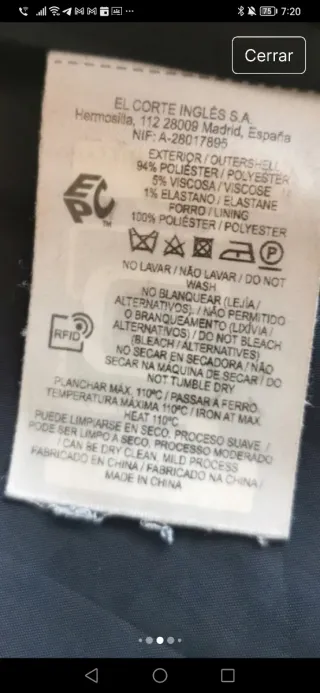 75
7:20
Cerrar
EL CORTE INGLÉS S.A.
Hermosilla, 112 28009 Madrid, España
NIF: A-28017895
EXTERIOR / OUTERSHELL
94% POLIÉSTER / POLYESTER
5% VISCOSA / VISCOSE
1% ELASTANO / ELASTANE
FORRO / LINING
100% POLIÉSTER / POLYESTER
EPC™
P
NO LAVAR / NÃO LAVAR / DO NOT
WASH
NO BLANQUEAR (LEJÍA /
ALTERNATIVOS). / NÃO PERMITIDO
O BRANQUEAMENTO (LIXÍVIA /
ALTERNATIVOS) / DO NOT BLEACH
(BLEACH / ALTERNATIVES)
RFID
NO SECAR EN SECADORA / NÃO
SECAR NA MÁQUINA DE SECAR / DO
NOT TUMBLE DRY
PLANCHAR MÁX. 110ºC / PASSAR A FERRO.
TEMPERATURA MÁXIMA 110ºC / IRON AT MAX.
HEAT 110ºC
PUEDE LIMPIARSE EN SECO, PROCESO SUAVE /
PODE SER LIMPO A SECO, PROCESSO MODERADO
/ CAN BE DRY CLEAN, MILD PROCESS
FABRICADO EN CHINA / FABRICADO NA CHINA /
MADE IN CHINA